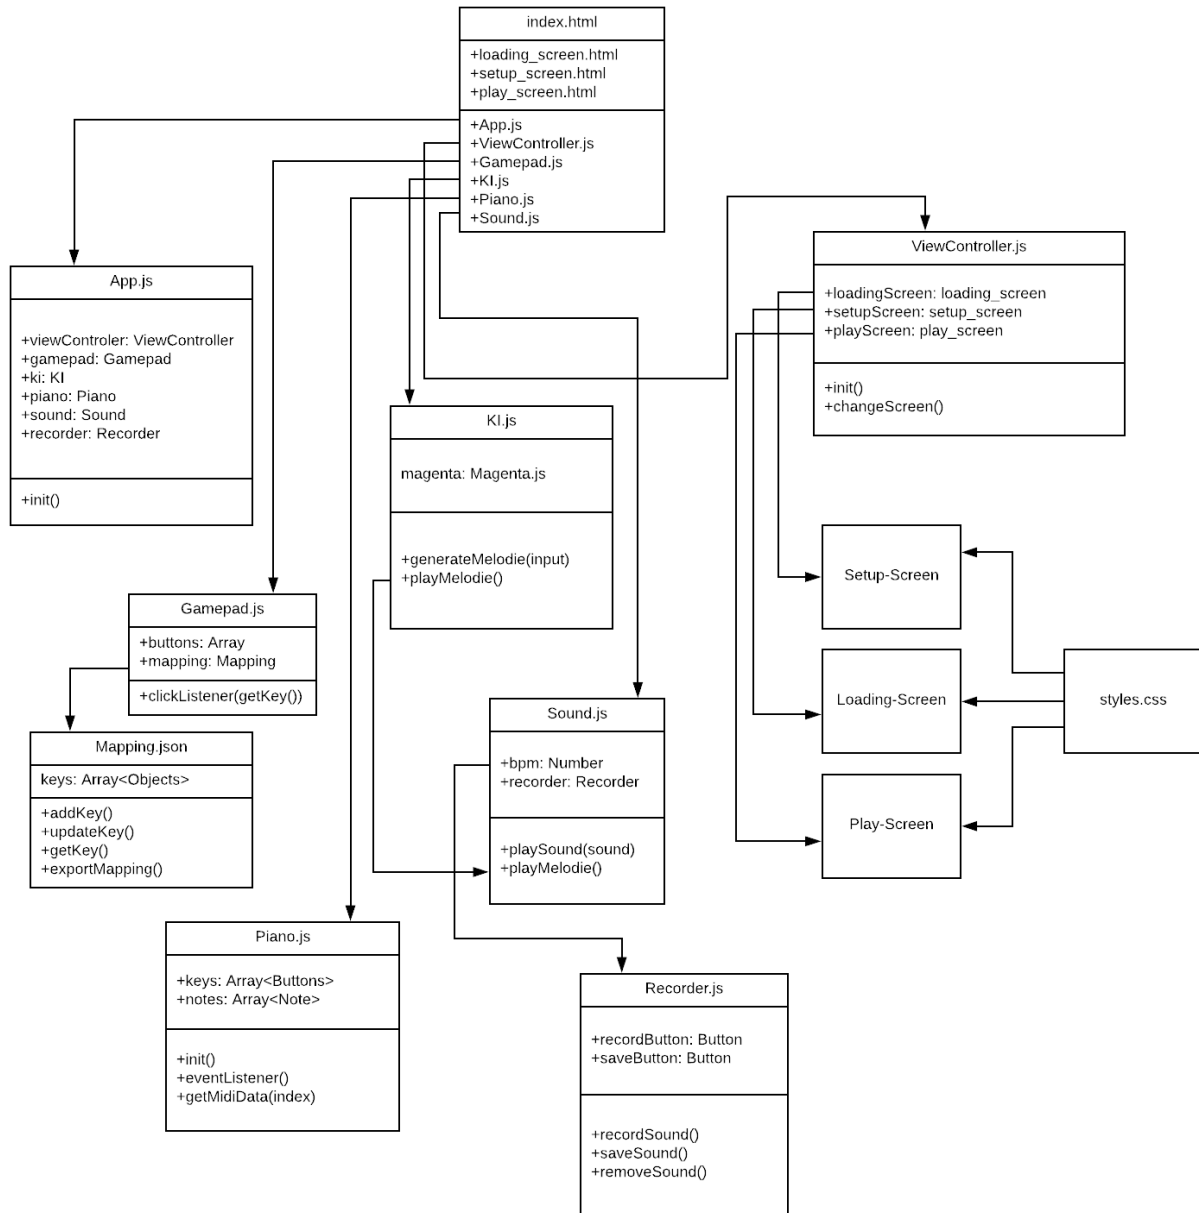 index.html
+loading_screen.html
+setup_screen.html
+play_screen.html
+App.js
+ViewController.js
+Gamepad.js
+KI.js
+Piano.js
+Sound.js
ViewController.js
+loadingScreen: loading_screen
+setupScreen: setup_screen
+playScreen: play_screen
+init()
+changeScreen()
App.js
+viewControler: ViewController
+gamepad: Gamepad
+ki: KI
+piano: Piano
+sound: Sound
+recorder: Recorder
+init()
KI.js
magenta: Magenta.js
+generateMelodie(input)
+playMelodie()
Setup-Screen
Gamepad.js
+buttons: Array
+mapping: Mapping
+clickListener(getKey())
Loading-Screen
styles.css
Sound.js
+bpm: Number
+recorder: Recorder
+playSound(sound)
+playMelodie()
Mapping.json
keys: Array<Objects>
+addKey()
+updateKey()
+getKey()
+exportMapping()
Play-Screen
Piano.js
+keys: Array<Buttons>
+notes: Array<Note>
+init()
+eventListener()
+getMidiData(index)
Recorder.js
+recordButton: Button
+saveButton: Button
+recordSound()
+saveSound()
+removeSound()